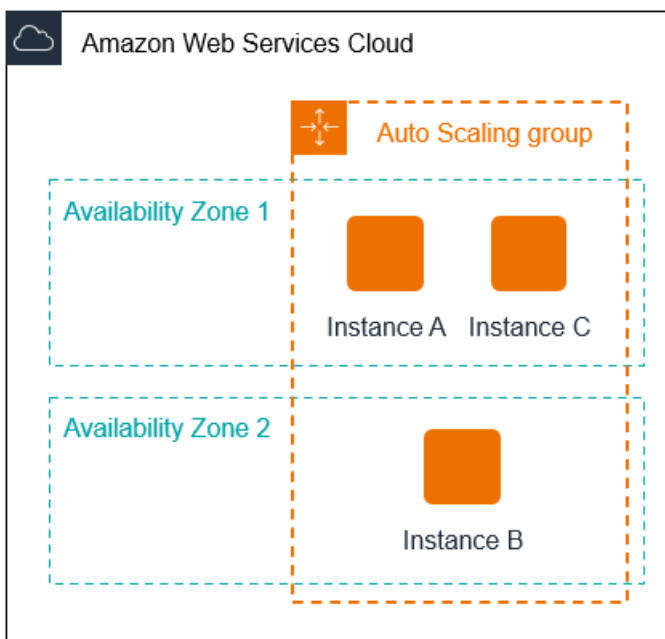 Amazon Web Services Cloud
Auto Scaling group
Availability Zone 1
Instance A
Instance C
Availability Zone 2
Instance B